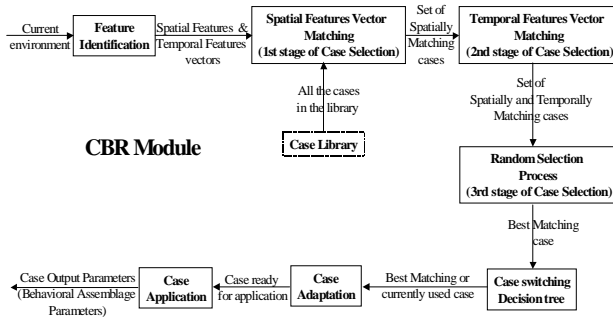 Current
environment
Feature
Identification
Spatial Features &
Temporal Features
vectors
Spatial Features Vector
Matching
(1st stage of Case Selection)
Set of
Spatially
Matching
cases
Temporal Features Vector
Matching
(2nd stage of Case Selection)
All the cases
in the library
Case Library
Set of
Spatially and Temporally
Matching cases
CBR Module
Random Selection
Process
(3rd stage of Case Selection)
Best Matching
case
Case switching
Decision tree
Best Matching or
currently used case
Case
Adaptation
Case ready
for application
Case
Application
Case Output Parameters
(Behavioral Assemblage
Parameters)